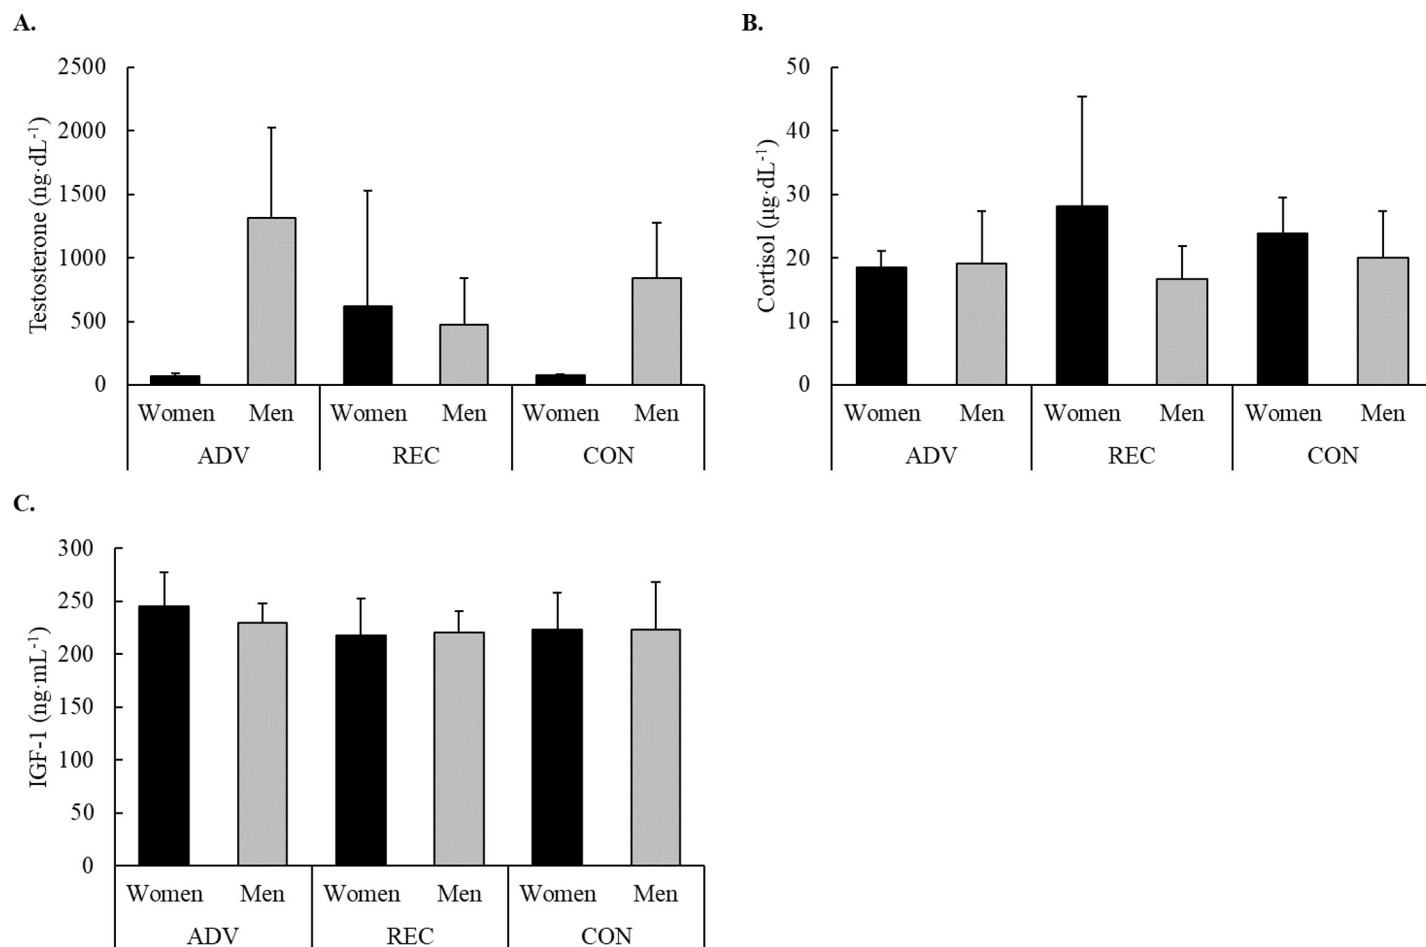 A.
2500
2000
1500
1000
500
0
Testosterone (ng·dL⁻¹)
Women Men Women Men Women Men
ADV REC CON
B.
50
40
30
20
10
0
Cortisol (µg·dL⁻¹)
Women Men Women Men Women Men
ADV REC CON
C.
300
250
200
150
100
50
0
IGF-1 (ng·mL⁻¹)
Women Men Women Men Women Men
ADV REC CON